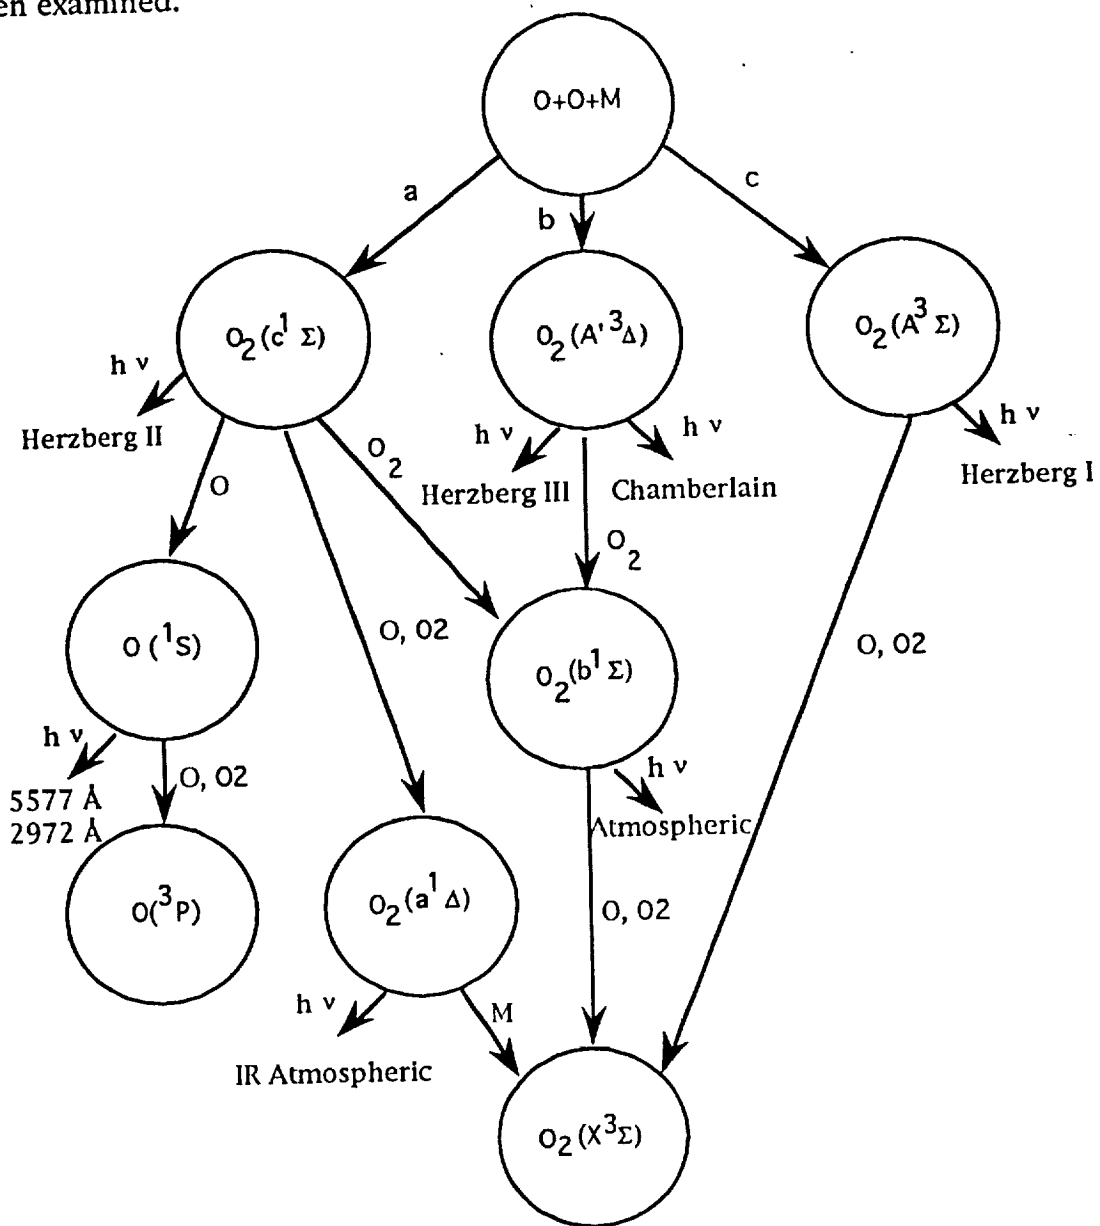 en examined.
O+O+M
a
b
c
O2(c1 Σ)
O2(A' 3Δ)
O2(A3 Σ)
h ν
Herzberg II
O
O2
h ν
h ν
Herzberg III
Chamberlain
h ν
Herzberg I
O2
O (1S)
O, O2
O2(b1 Σ)
O, O2
h ν
5577 Å
2972 Å
O, O2
h ν
Atmospheric
O(3P)
O2(a1 Δ)
O, O2
h ν
M
IR Atmospheric
O2(X3Σ)